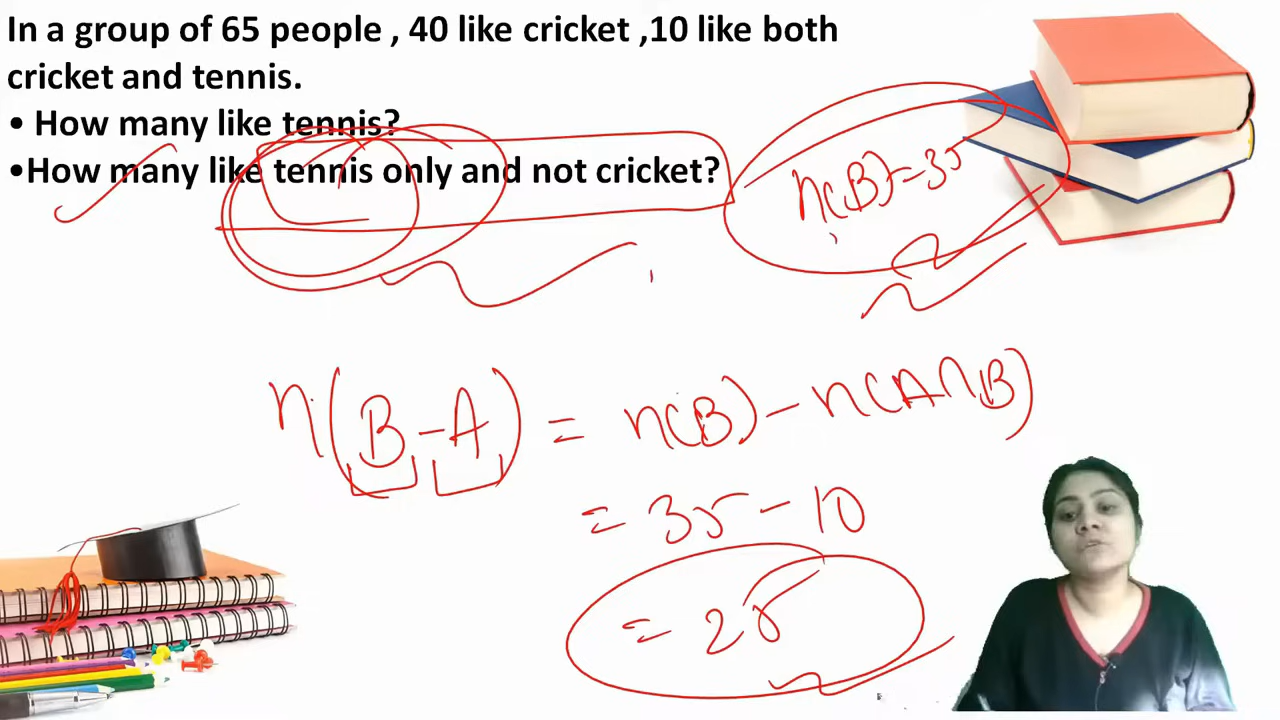 In a group of 65 people , 40 like cricket ,10 like both
cricket and tennis.
• How many like tennis?
•How many like tennis only and not cricket?
n(B)=35
n(B-A) = n(B) - n(A∩B)
= 35 - 10
= 25